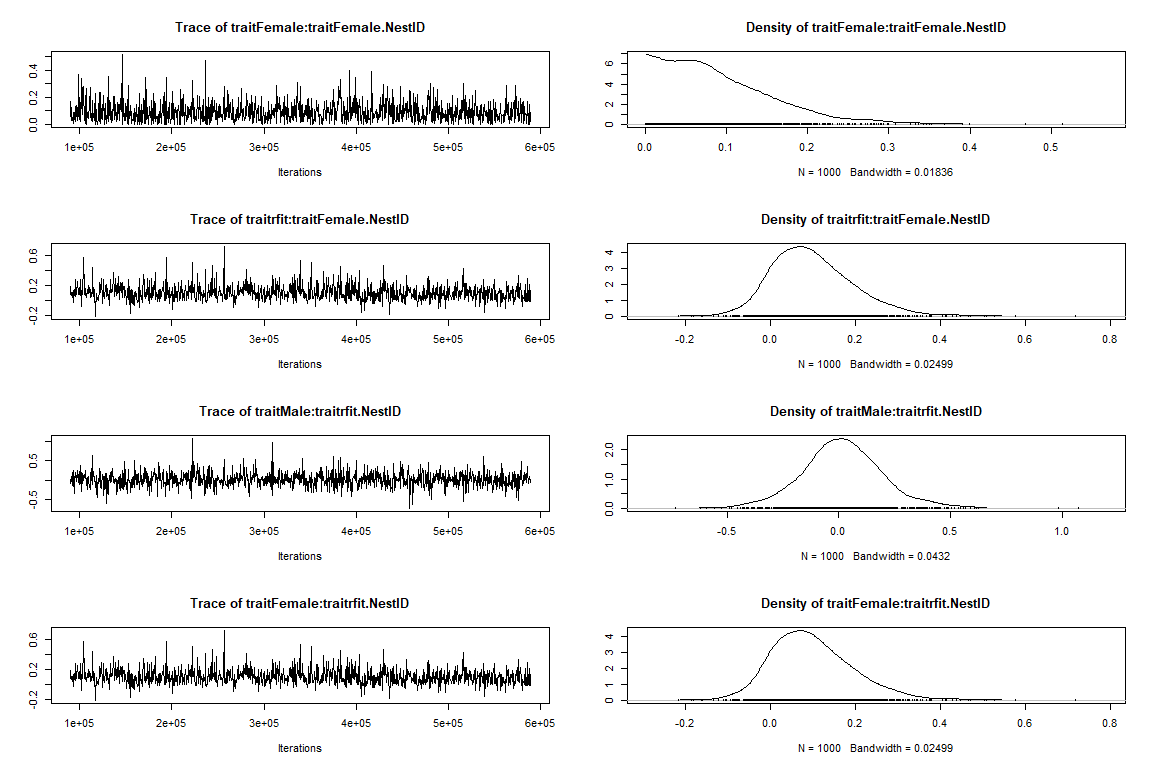 Trace of traitFemale:traitFemale.NestID
0.0 0.2 0.4
1e+05 2e+05 3e+05 4e+05 5e+05 6e+05
Iterations
Density of traitFemale:traitFemale.NestID
0 2 4 6
0.0 0.1 0.2 0.3 0.4 0.5
N = 1000 Bandwidth = 0.01836
Trace of traitrfit:traitFemale.NestID
-0.2 0.2 0.6
1e+05 2e+05 3e+05 4e+05 5e+05 6e+05
Iterations
Density of traitrfit:traitFemale.NestID
0 1 2 3 4
-0.2 0.0 0.2 0.4 0.6 0.8
N = 1000 Bandwidth = 0.02499
Trace of traitMale:traitrfit.NestID
-0.5 0.5
1e+05 2e+05 3e+05 4e+05 5e+05 6e+05
Iterations
Density of traitMale:traitrfit.NestID
0.0 1.0 2.0
-0.5 0.0 0.5 1.0
N = 1000 Bandwidth = 0.0432
Trace of traitFemale:traitrfit.NestID
-0.2 0.2 0.6
1e+05 2e+05 3e+05 4e+05 5e+05 6e+05
Iterations
Density of traitFemale:traitrfit.NestID
0 1 2 3 4
-0.2 0.0 0.2 0.4 0.6 0.8
N = 1000 Bandwidth = 0.02499